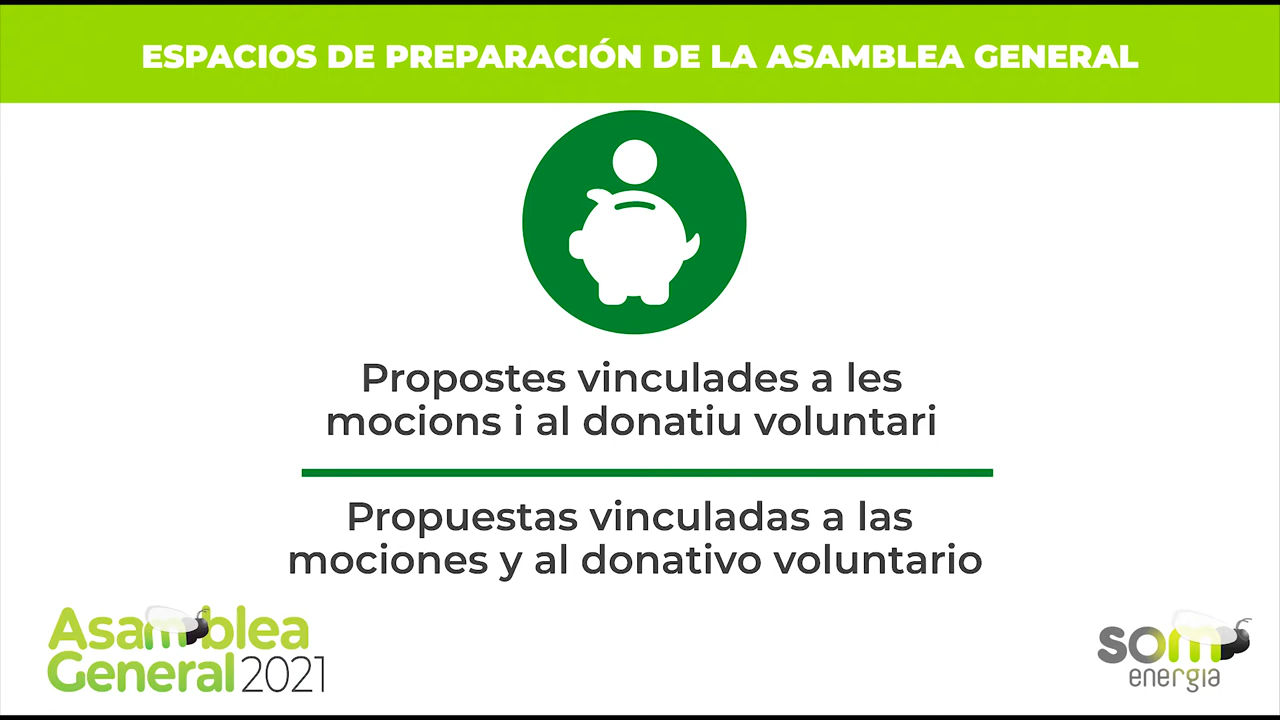 ESPACIOS DE PREPARACIÓN DE LA ASAMBLEA GENERAL
Propostes vinculades a les
mocions i al donatiu voluntari
Propuestas vinculadas a las
mociones y al donativo voluntario
Asamblea
General 2021
som
energia